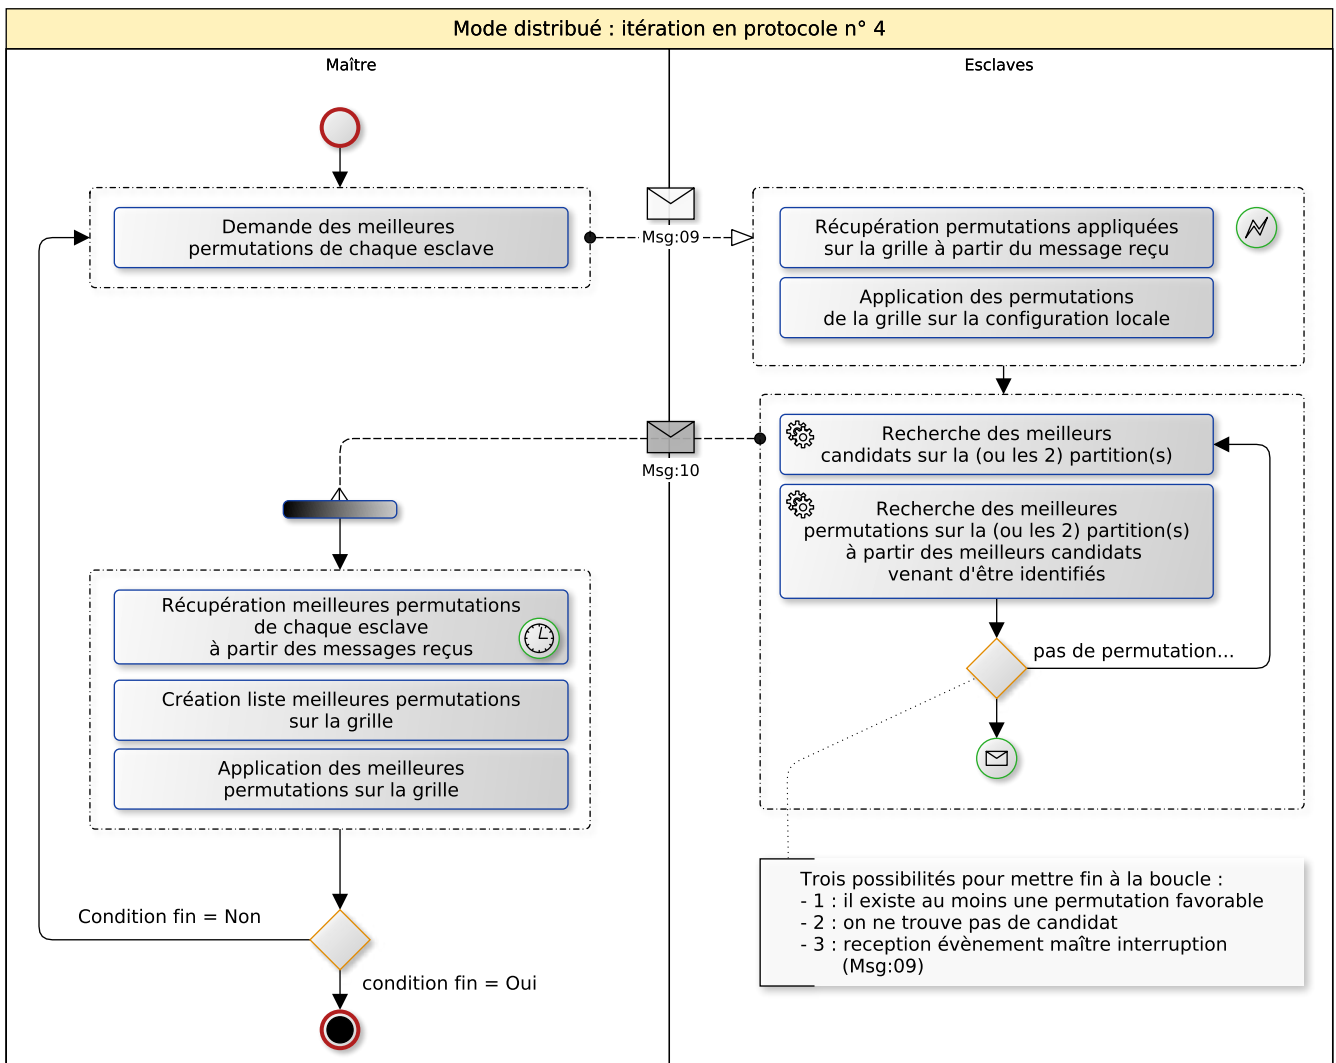 Mode distribué : itération en protocole n° 4
Maître
Esclaves
Demande des meilleures
permutations de chaque esclave
Msg:09
Récupération permutations appliquées
sur la grille à partir du message reçu
Application des permutations
de la grille sur la configuration locale
Msg:10
Recherche des meilleurs
candidats sur la (ou les 2) partition(s)
Recherche des meilleures
permutations sur la (ou les 2) partition(s)
à partir des meilleurs candidats
venant d'être identifiés
pas de permutation...
Récupération meilleures permutations
de chaque esclave
à partir des messages reçus
Création liste meilleures permutations
sur la grille
Application des meilleures
permutations sur la grille
Condition fin = Non
condition fin = Oui
Trois possibilités pour mettre fin à la boucle :
- 1 : il existe au moins une permutation favorable
- 2 : on ne trouve pas de candidat
- 3 : reception évènement maître interruption
(Msg:09)